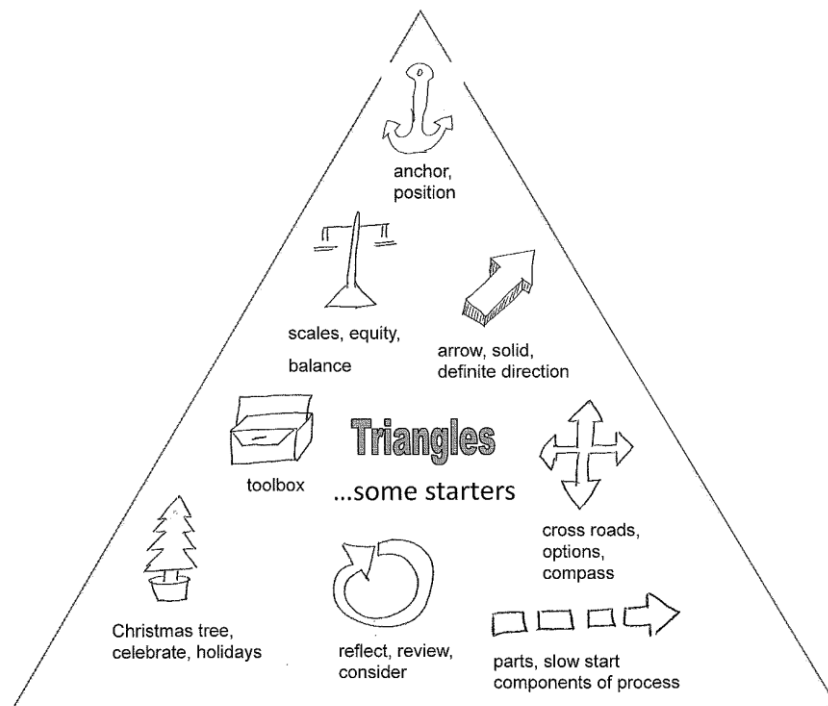 anchor,
position
scales, equity,
balance
arrow, solid,
definite direction
toolbox
Triangles
...some starters
cross roads,
options,
compass
Christmas tree,
celebrate, holidays
reflect, review,
consider
parts, slow start
components of process